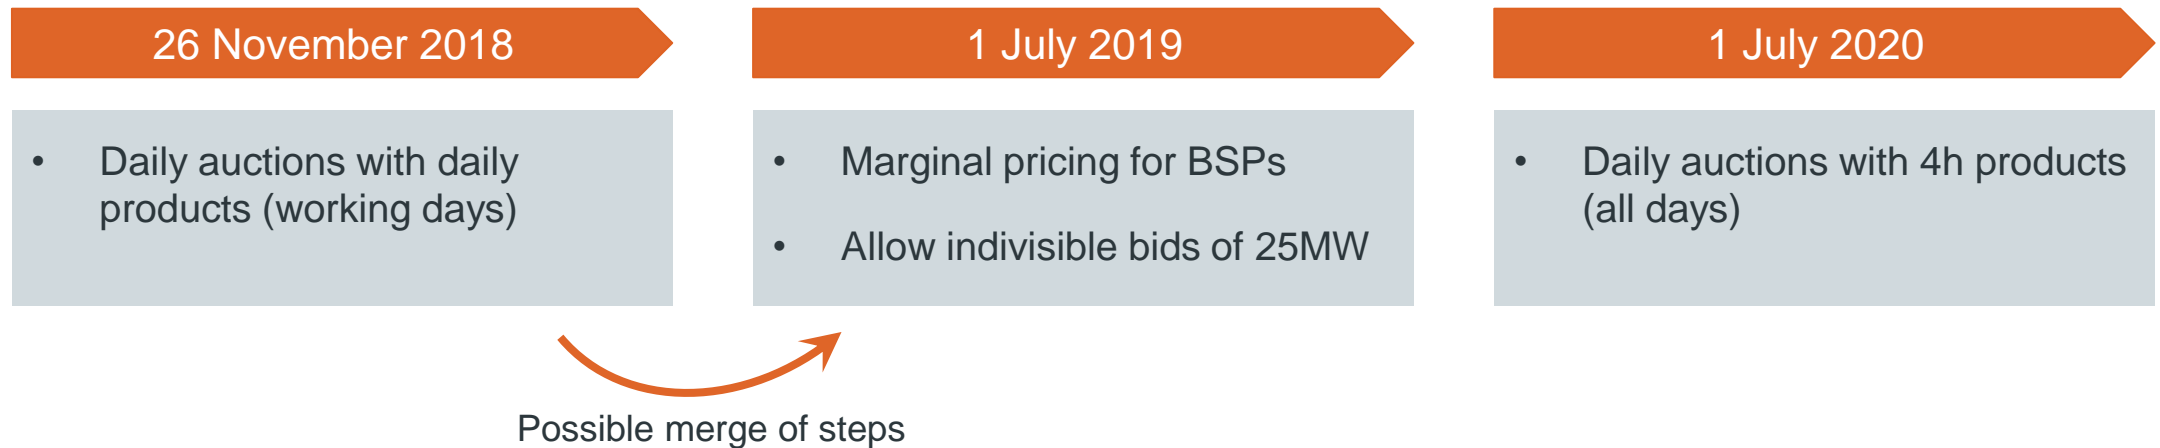 26 November 2018
• Daily auctions with daily
products (working days)
1 July 2019
• Marginal pricing for BSPs
• Allow indivisible bids of 25MW
1 July 2020
• Daily auctions with 4h products
(all days)
Possible merge of steps